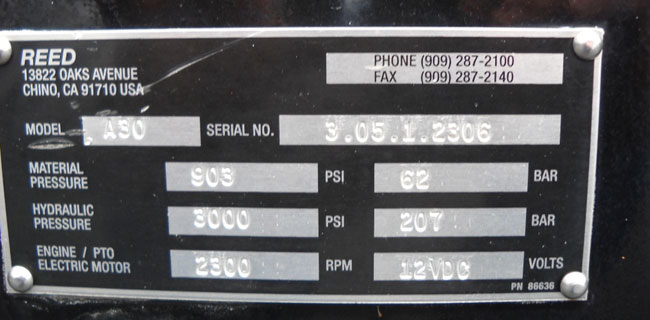 REED
13822 OAKS AVENUE
CHINO, CA 91710 USA
PHONE (909) 287-2100
FAX (909) 287-2140
MODEL A30 SERIAL NO. 3.05.1.2306
MATERIAL PRESSURE 903 PSI 62 BAR
HYDRAULIC PRESSURE 3000 PSI 207 BAR
ENGINE / PTO ELECTRIC MOTOR 2300 RPM 12VDC VOLTS
PN 86636